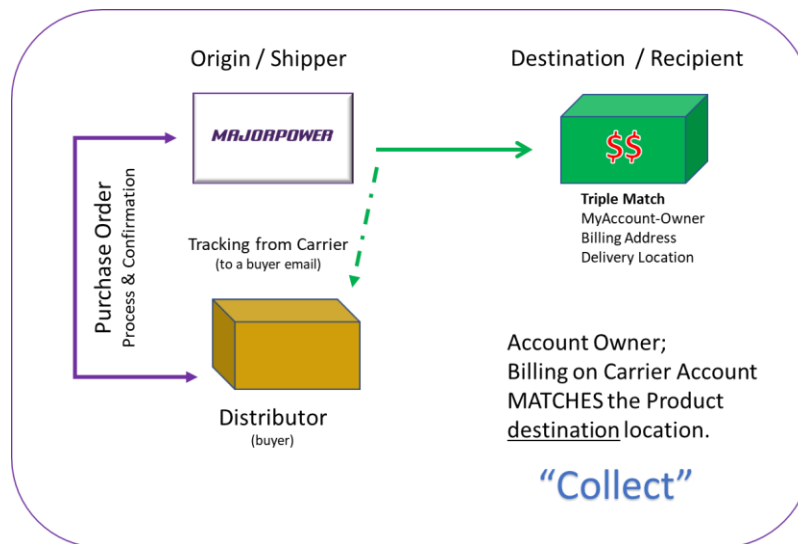 Origin / Shipper
Destination / Recipient
MAJORPOWER
$$
Triple Match
MyAccount-Owner
Billing Address
Delivery Location
Purchase Order
Process & Confirmation
Tracking from Carrier
(to a buyer email)
Distributor
(buyer)
Account Owner;
Billing on Carrier Account
MATCHES the Product
destination location.
“Collect”